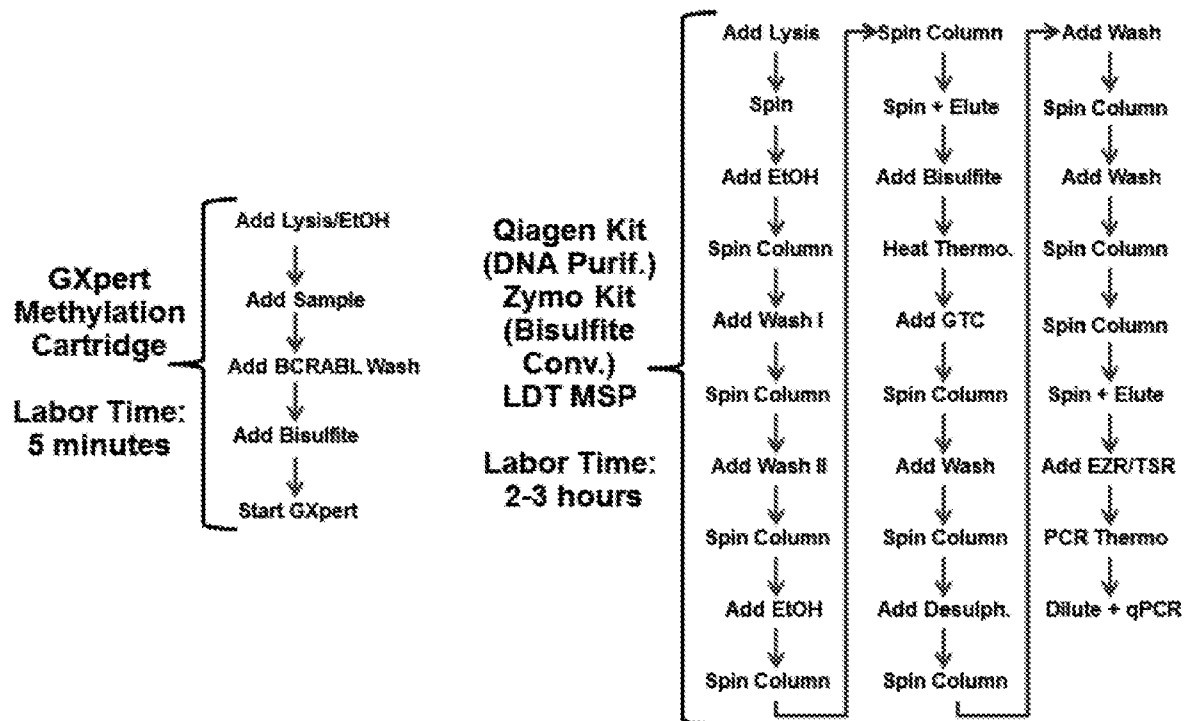 GXpert
Methylation
Cartridge
Labor Time:
5 minutes
Add Lysis/EtOH
Add Sample
Add BCRABL Wash
Add Bisulfite
Start GXpert
Qiagen Kit
(DNA Purif.)
Zymo Kit
(Bisulfite
Conv.)
LDT MSP
Labor Time:
2-3 hours
Add Lysis
Spin
Add EtOH
Spin Column
Add Wash I
Spin Column
Add Wash II
Spin Column
Add EtOH
Spin Column
Spin Column
Spin + Elute
Add Bisulfite
Heat Thermo.
Add GTC
Spin Column
Add Wash
Spin Column
Add Desulph.
Spin Column
Add Wash
Spin Column
Add Wash
Spin Column
Spin Column
Spin + Elute
Add EZR/TSR
PCR Thermo
Dilute + qPCR